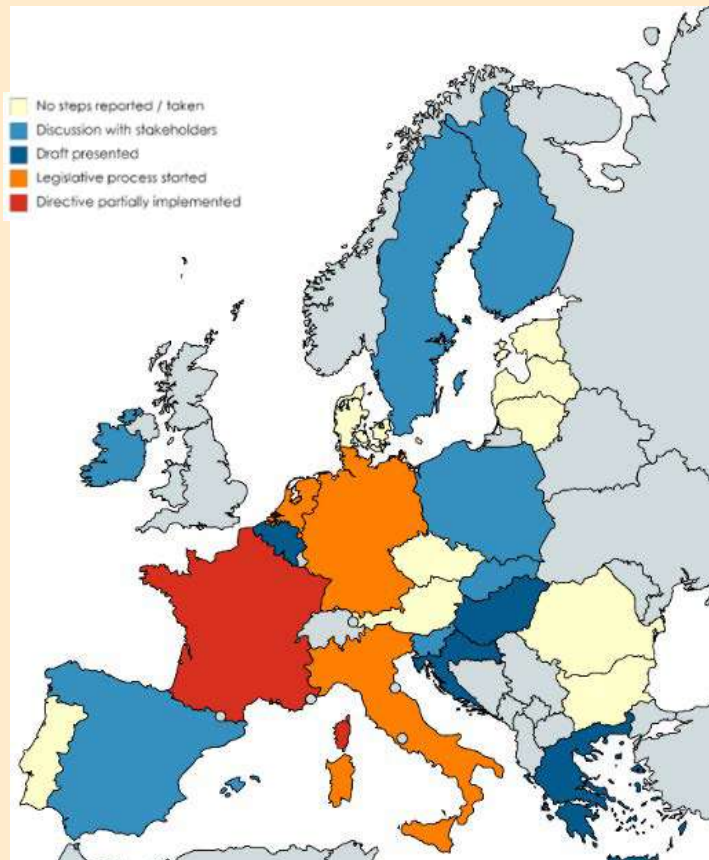 No steps reported / taken
Discussion with stakeholders
Draft presented
Legislative process started
Directive partially implemented